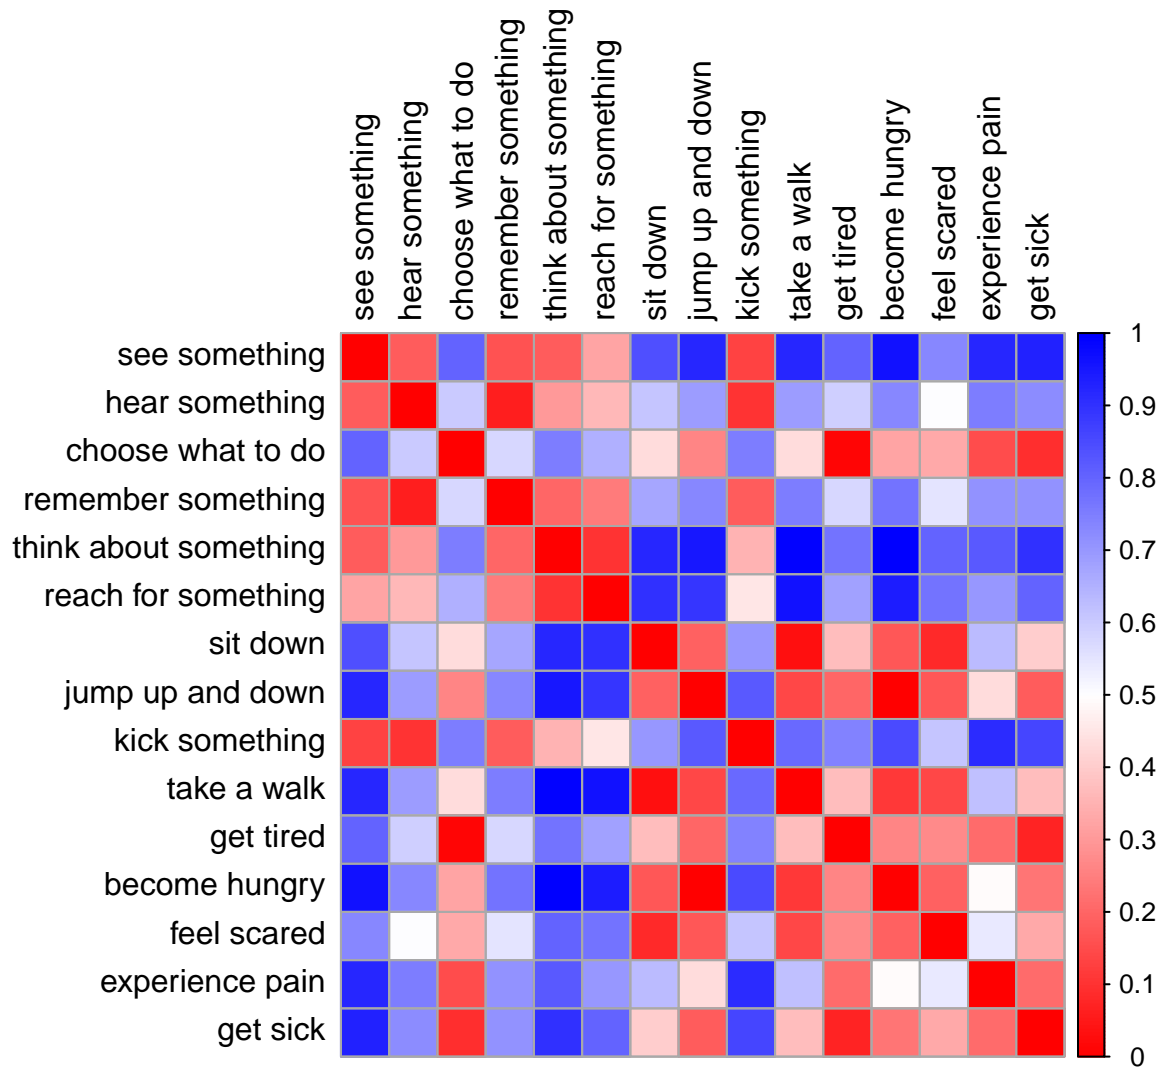 see something
hear something
choose what to do
remember something
think about something
reach for something
sit down
jump up and down
kick something
take a walk
get tired
become hungry
feel scared
experience pain
get sick
see something
hear something
choose what to do
remember something
think about something
reach for something
sit down
jump up and down
kick something
take a walk
get tired
become hungry
feel scared
experience pain
get sick
1
0.9
0.8
0.7
0.6
0.5
0.4
0.3
0.2
0.1
0